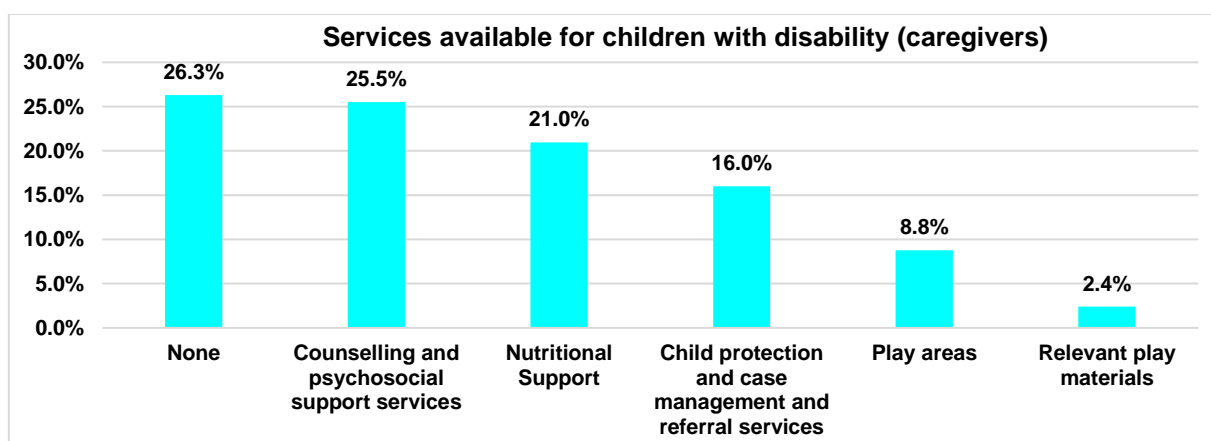 Services available for children with disability (caregivers)
30.0%
25.0%
20.0%
15.0%
10.0%
5.0%
0.0%
26.3%
25.5%
21.0%
16.0%
8.8%
2.4%
None
Counselling and
psychosocial
support services
Nutritional
Support
Child protection
and case
management and
referral services
Play areas
Relevant play
materials